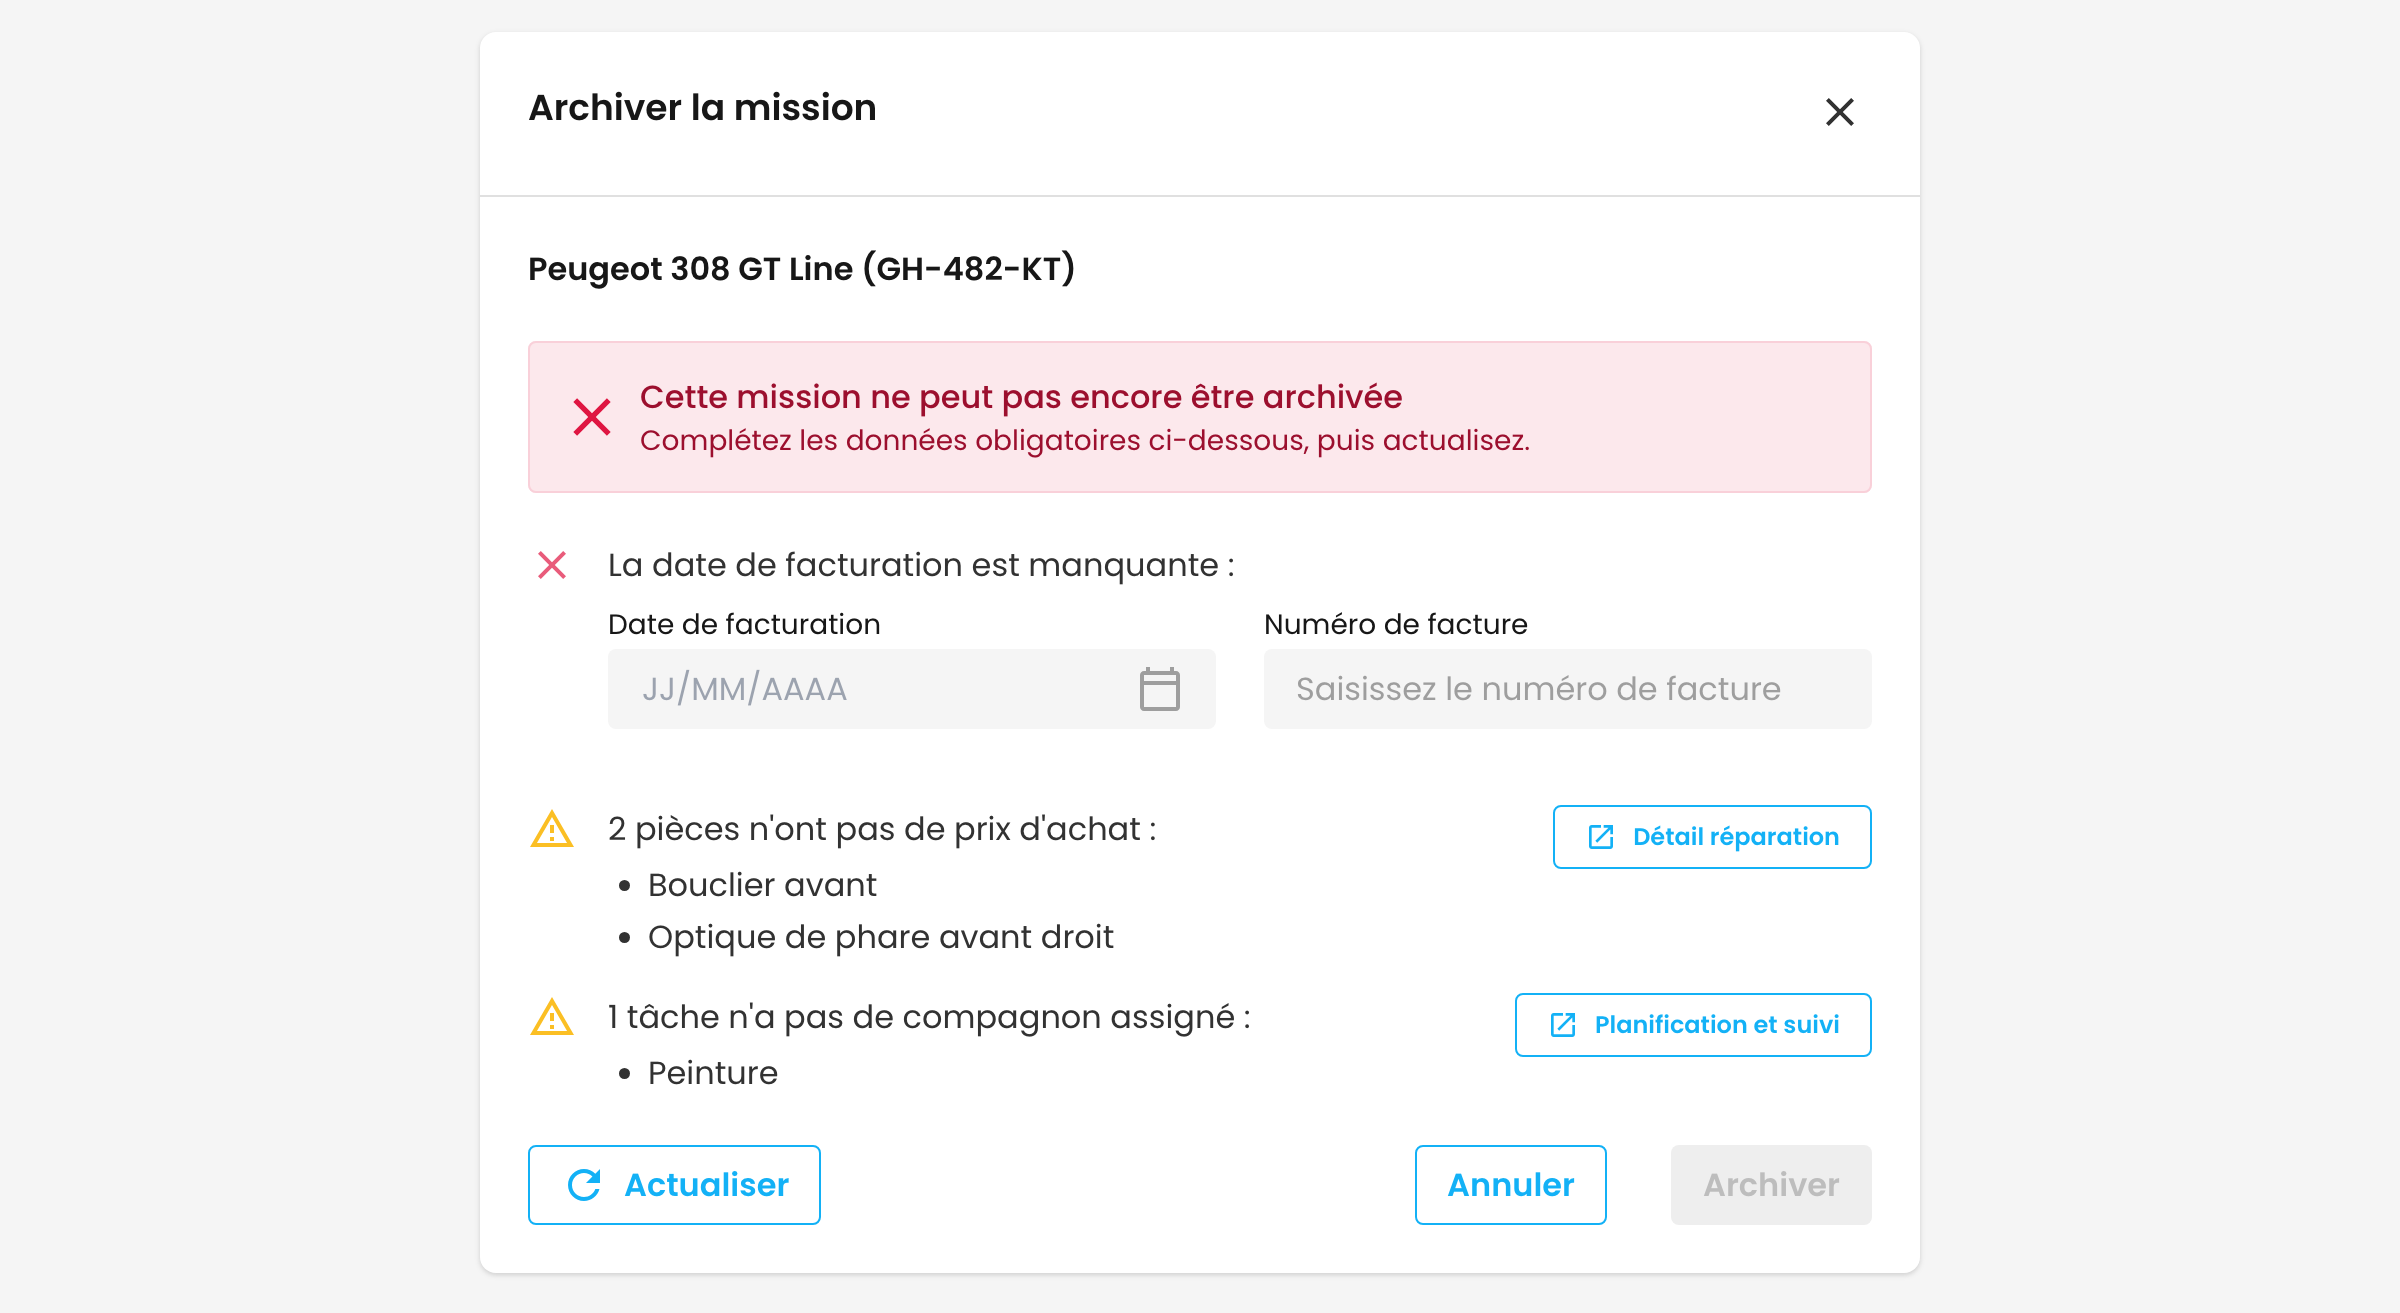 Archiver la mission
Peugeot 308 GT Line (GH-482-KT)
Cette mission ne peut pas encore être archivée
Complétez les données obligatoires ci-dessous, puis actualisez.
La date de facturation est manquante :
Date de facturation
Numéro de facture
JJ/MM/AAAA
Saisissez le numéro de facture
2 pièces n'ont pas de prix d'achat :
Détail réparation
• Bouclier avant
• Optique de phare avant droit
1 tâche n'a pas de compagnon assigné :
Planification et suivi
• Peinture
Actualiser
Annuler
Archiver